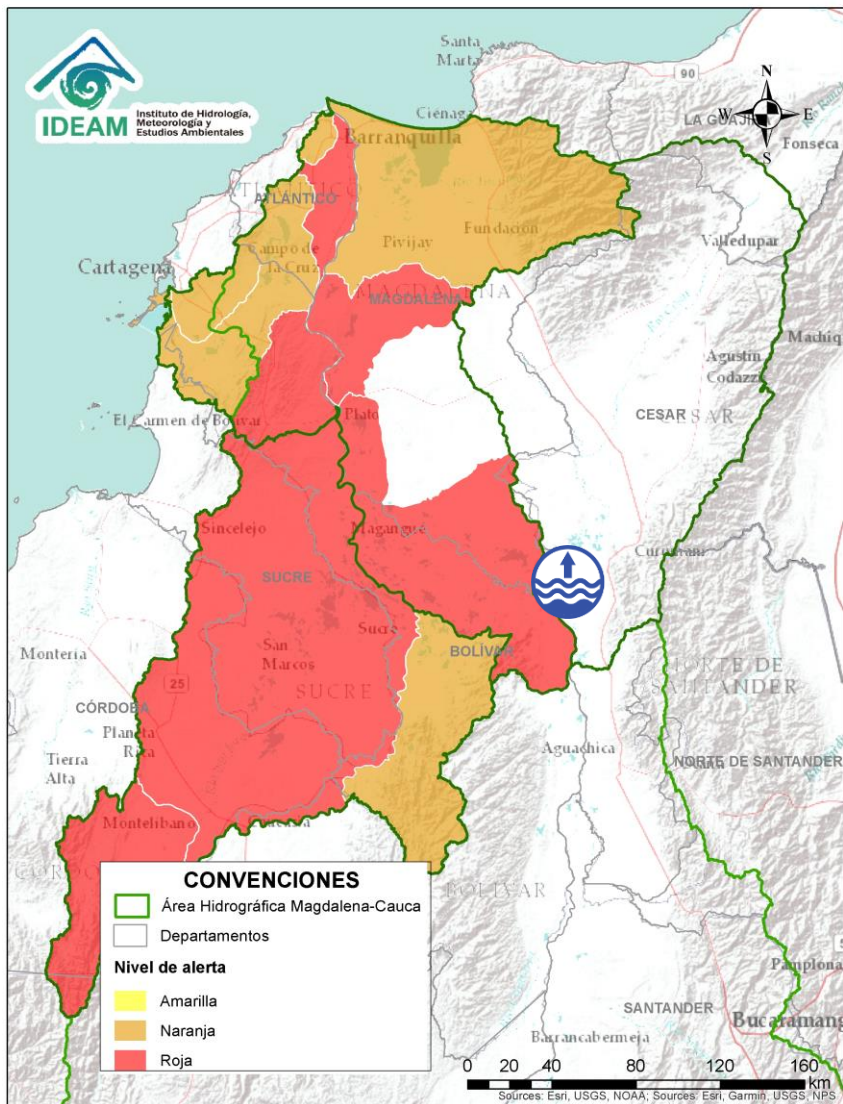 IDEAM
Instituto de Hidrología,
Meteorología y
Estudios Ambientales
Santa
Marta
90
N
W
E
S
Ciénaga
LA GUAJIRA
Barranquilla
Fonseca
ATLÁNTICO
ATLÁNTICO
Pivijay
Fundación
Valledupar
Campo de
la Cruz
Cartagena
MAGDALENA
MAGDALENA
Agustín
Codazzi
CESAR
CESAR
El Carmen de Bolívar
Plato
Sincelejo
Magangué
SUCRE
Sucre
BOLÍVAR
Montería
San
Marcos
SUCRE
25
NORTE DE
SANTANDER
CÓRDOBA
Planeta
Rica
Tierra
Alta
Aguachica
NORTE DE SANTANDER
Montelíbano
BOLÍVAR
CONVENCIONES
Área Hidrográfica Magdalena-Cauca
Departamentos
Nivel de alerta
Amarilla
Naranja
Roja
Pamplona
SANTANDER
Barrancabermeja
0 20 40 80 120 160
km
Sources: Esri, USGS, NOAA; Sources: Esri, Garmin, USGS, NPS